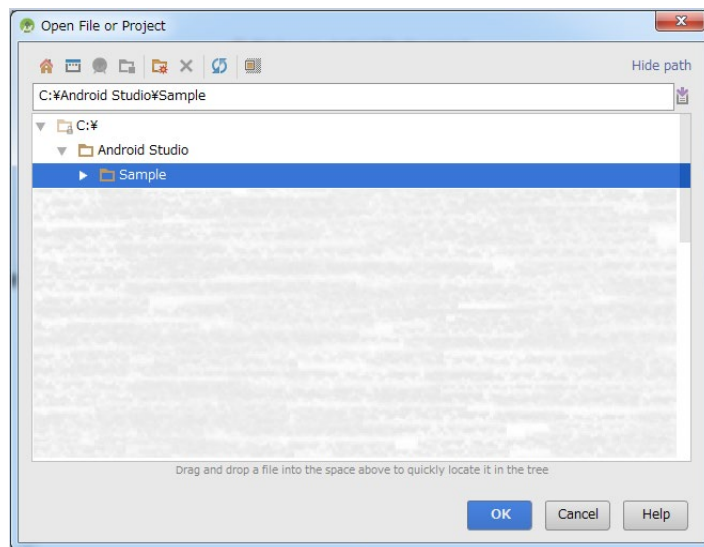 Open File or Project
Hide path
C:¥Android Studio¥Sample
C:¥
Android Studio
Sample
Drag and drop a file into the space above to quickly locate it in the tree
OK Cancel Help